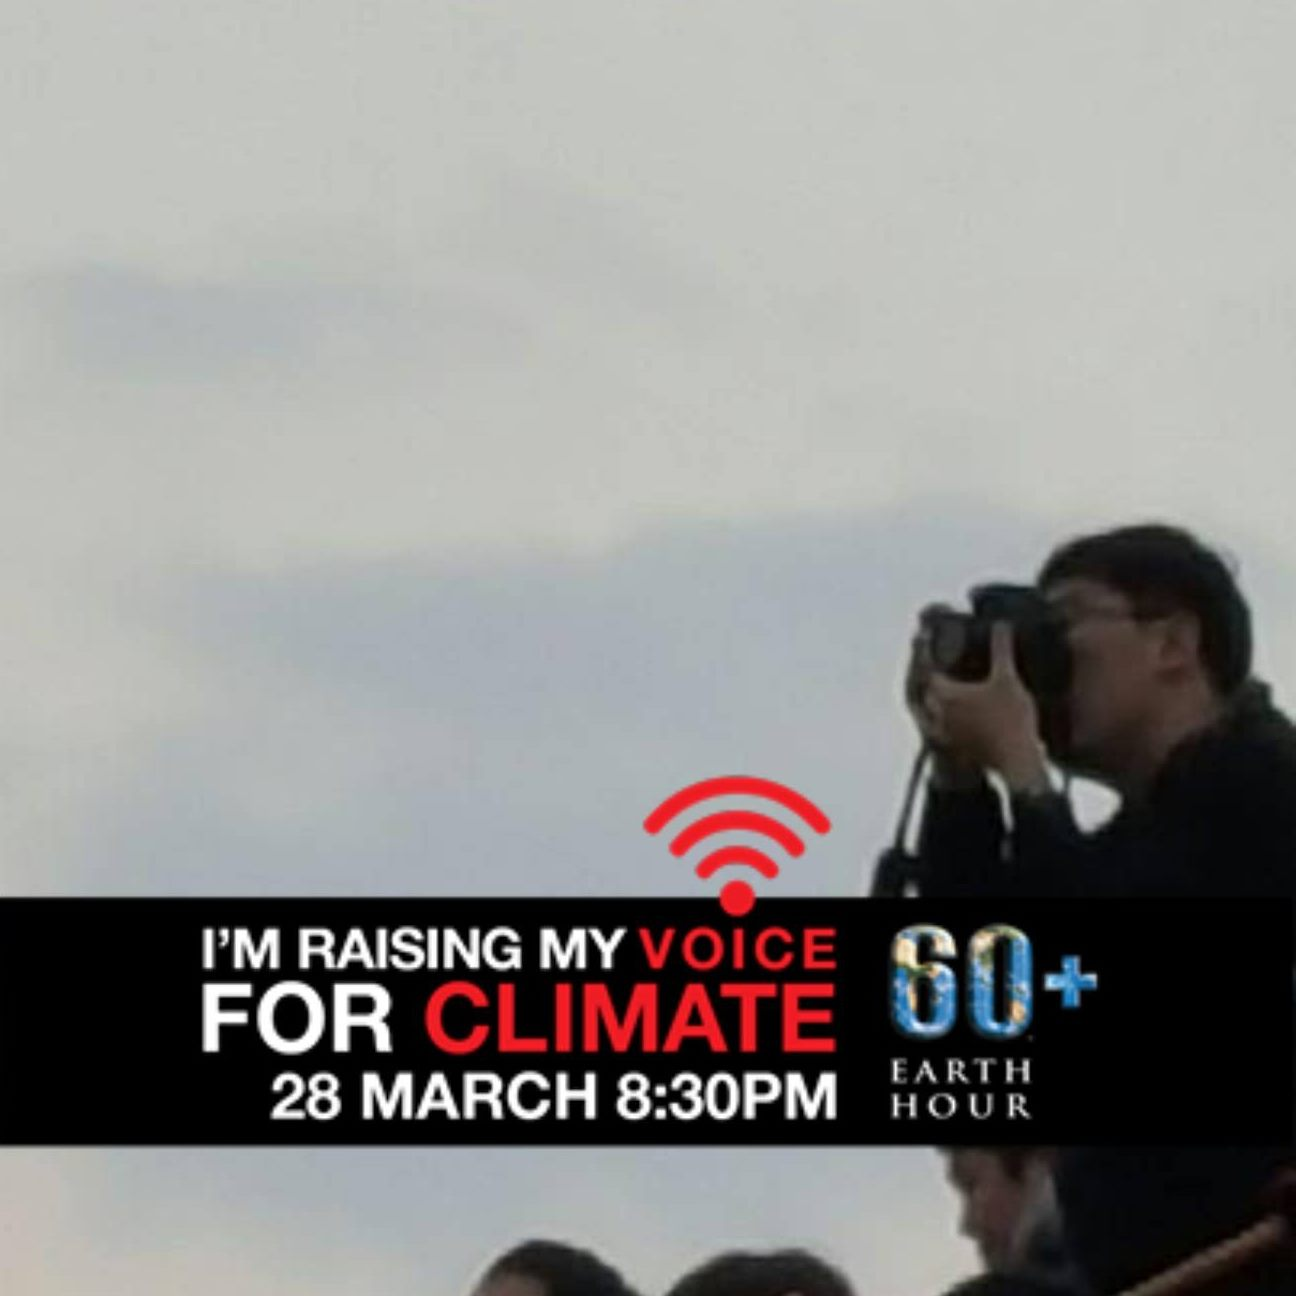 I'M RAISING MY VOICE
FOR CLIMATE
28 MARCH 8:30PM
60+
EARTH
HOUR